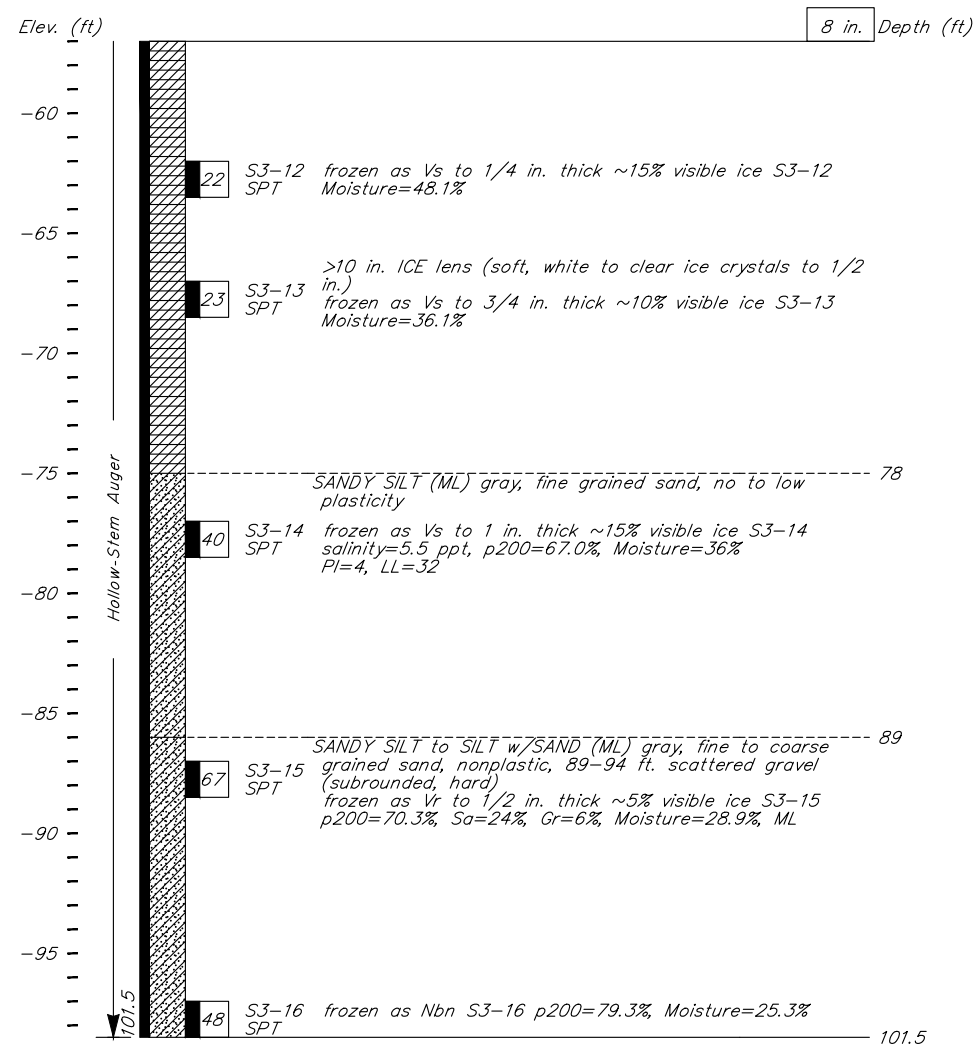 Elev. (ft)
8 in. Depth (ft)
-60
22 S3-12 frozen as Vs to 1/4 in. thick ~15% visible ice S3-12
SPT Moisture=48.1%
-65
>10 in. ICE lens (soft, white to clear ice crystals to 1/2
in.)
23 S3-13 frozen as Vs to 3/4 in. thick ~10% visible ice S3-13
SPT Moisture=36.1%
-70
Hollow-Stem Auger
-75 78
SANDY SILT (ML) gray, fine grained sand, no to low
plasticity
40 S3-14 frozen as Vs to 1 in. thick ~15% visible ice S3-14
SPT salinity=5.5 ppt, p200=67.0%, Moisture=36%
PI=4, LL=32
-80
-85
89
SANDY SILT to SILT w/SAND (ML) gray, fine to coarse
67 S3-15 grained sand, nonplastic, 89-94 ft. scattered gravel
SPT (subrounded, hard)
frozen as Vr to 1/2 in. thick ~5% visible ice S3-15
p200=70.3%, Sa=24%, Gr=6%, Moisture=28.9%, ML
-90
-95
101.5
48 S3-16 frozen as Nbn S3-16 p200=79.3%, Moisture=25.3%
SPT
101.5